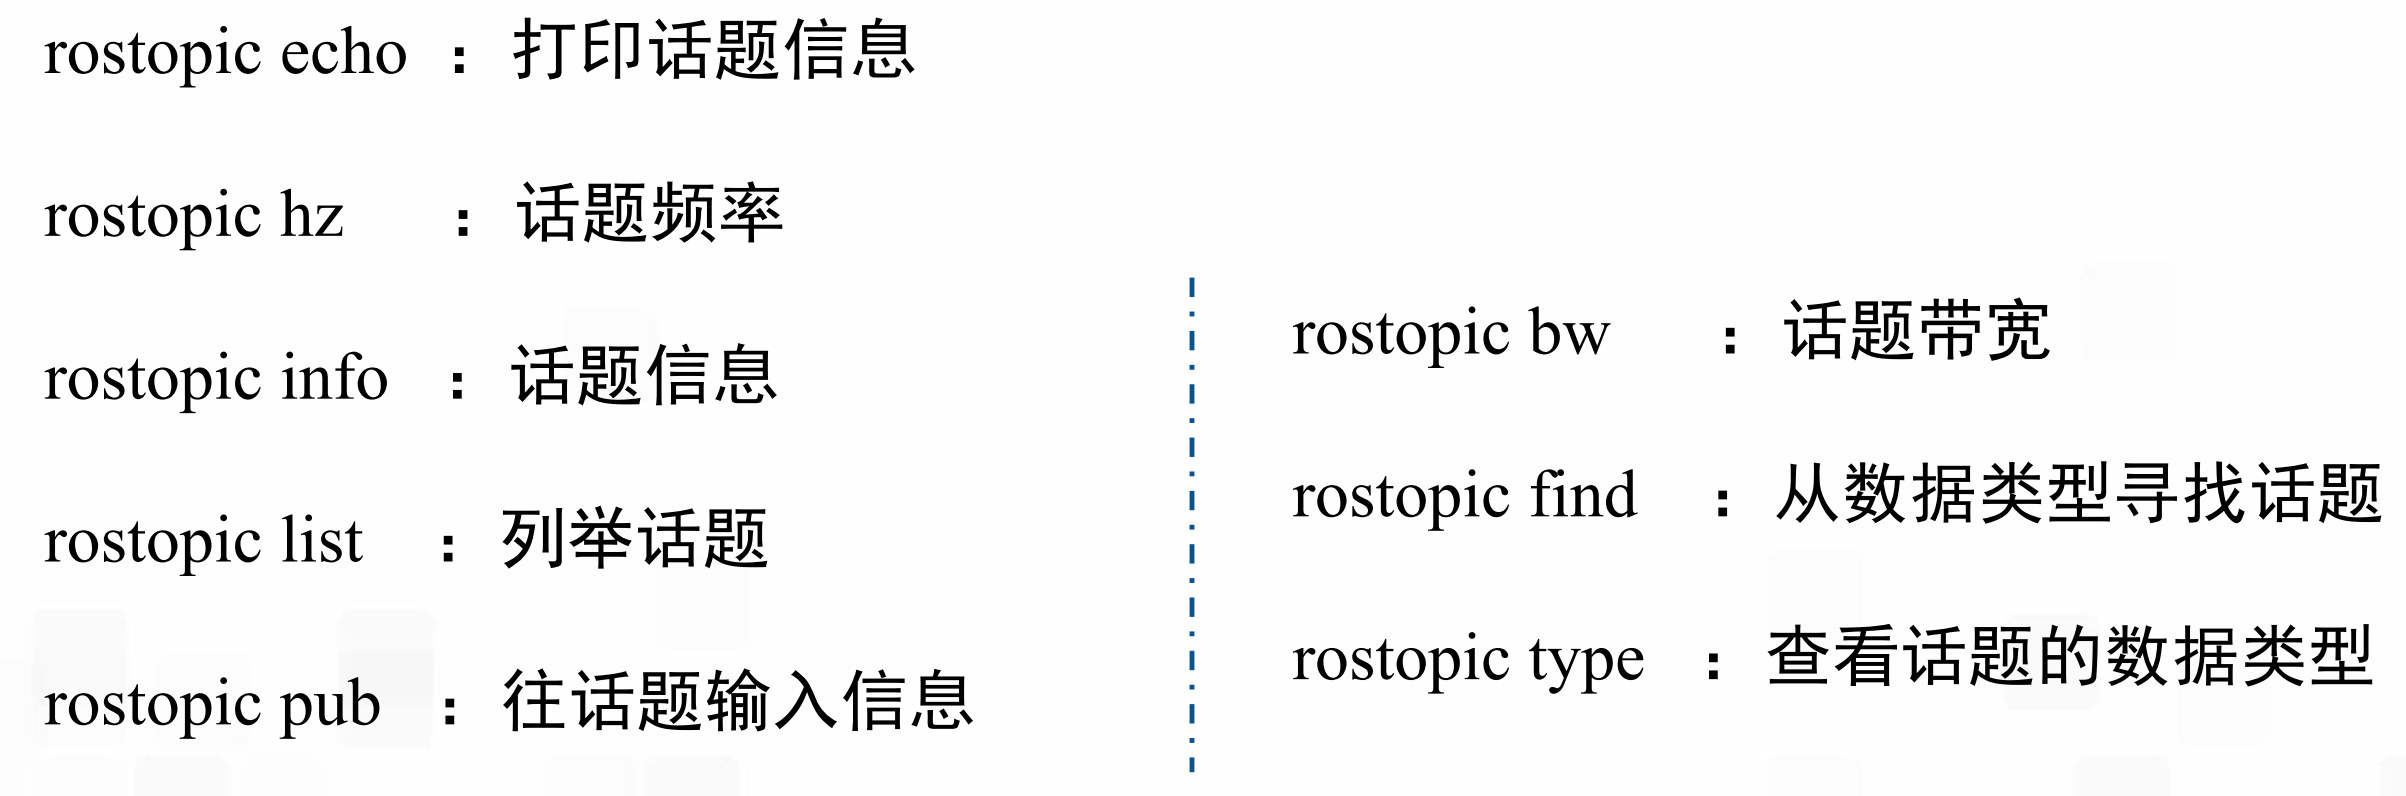 rostopic echo ：打印话题信息
rostopic hz ：话题频率
rostopic info ：话题信息
rostopic list ：列举话题
rostopic pub ：往话题输入信息
rostopic bw ：话题带宽
rostopic find ：从数据类型寻找话题
rostopic type ：查看话题的数据类型